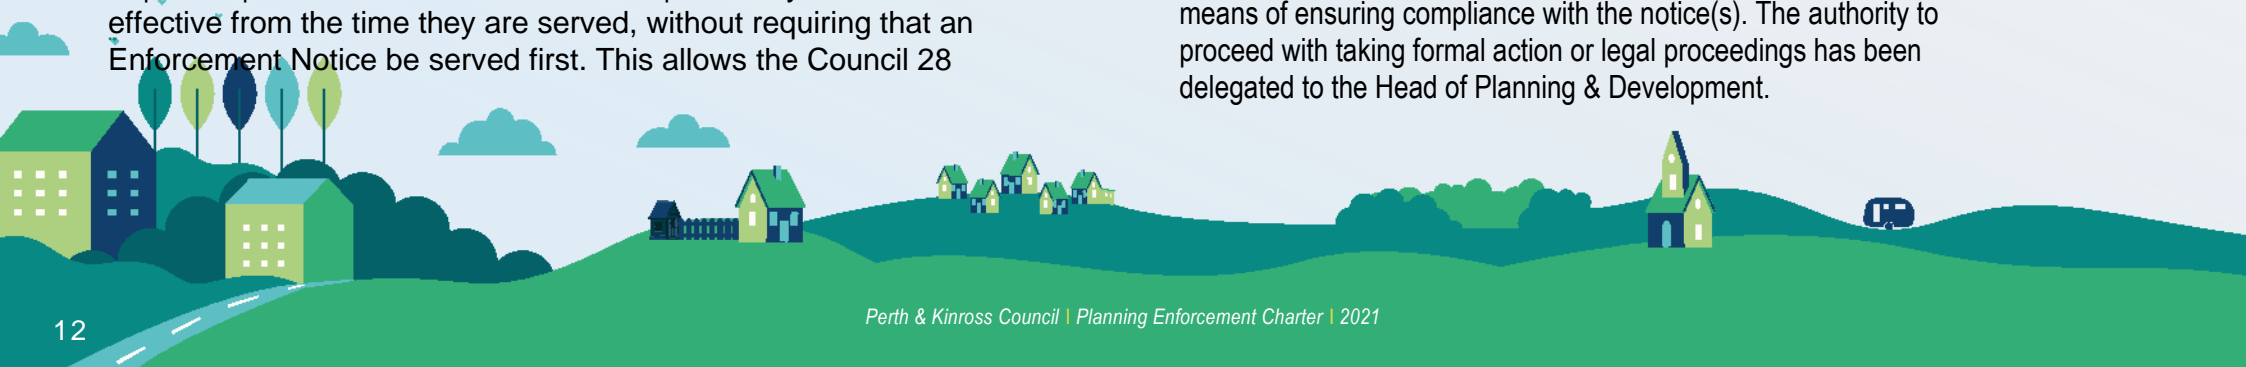 effective from the time they are served, without requiring that an
Enforcement Notice be served first. This allows the Council 28
means of ensuring compliance with the notice(s). The authority to
proceed with taking formal action or legal proceedings has been
delegated to the Head of Planning & Development.
12
Perth & Kinross Council | Planning Enforcement Charter | 2021